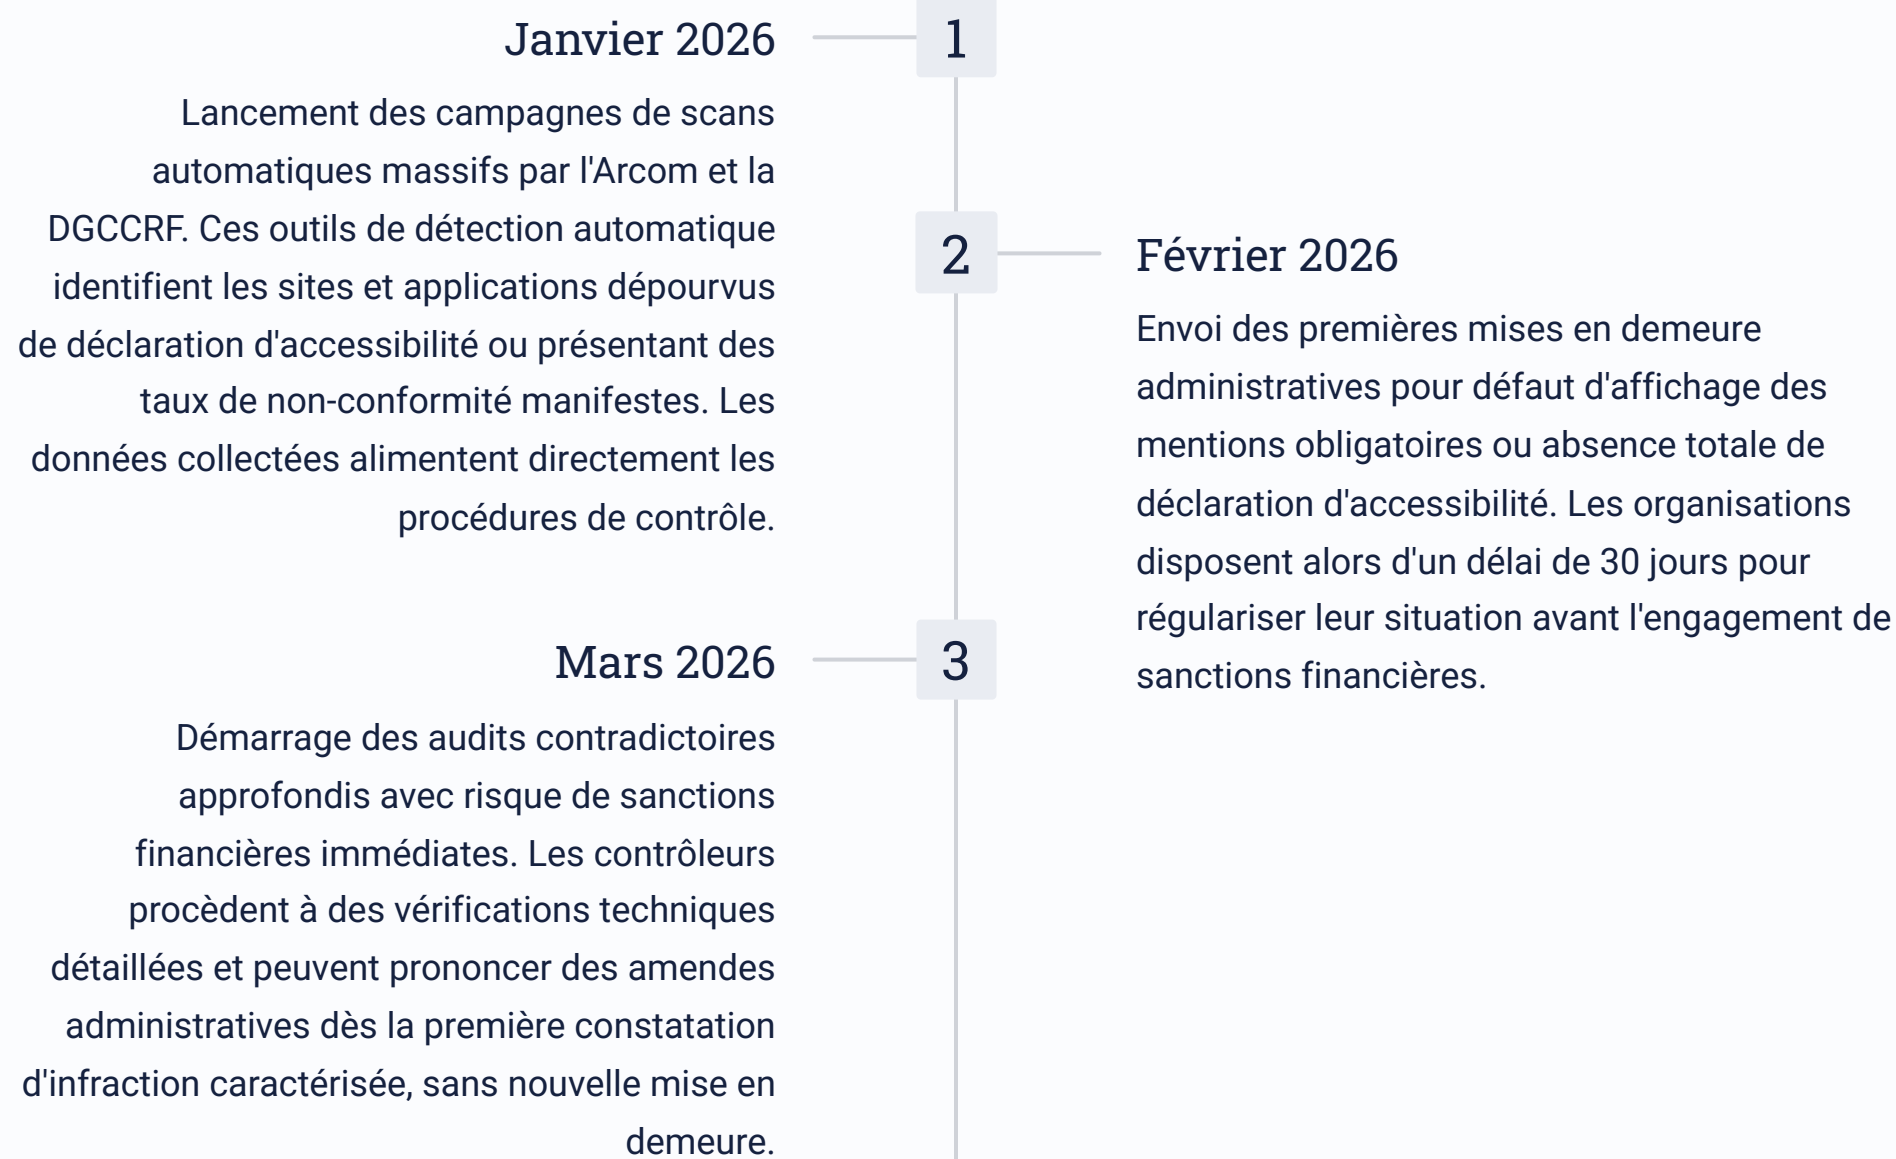 Janvier 2026
1
Lancement des campagnes de scans
automatiques massifs par l'Arcom et la
DGCCRF. Ces outils de détection automatique
identifient les sites et applications dépourvus
de déclaration d'accessibilité ou présentant des
taux de non-conformité manifestes. Les
données collectées alimentent directement les
procédures de contrôle.
2
Février 2026
Envoi des premières mises en demeure
administratives pour défaut d'affichage des
mentions obligatoires ou absence totale de
déclaration d'accessibilité. Les organisations
disposent alors d'un délai de 30 jours pour
régulariser leur situation avant l'engagement de
sanctions financières.
Mars 2026
3
Démarrage des audits contradictoires
approfondis avec risque de sanctions
financières immédiates. Les contrôleurs
procèdent à des vérifications techniques
détaillées et peuvent prononcer des amendes
administratives dès la première constatation
d'infraction caractérisée, sans nouvelle mise en
demeure.